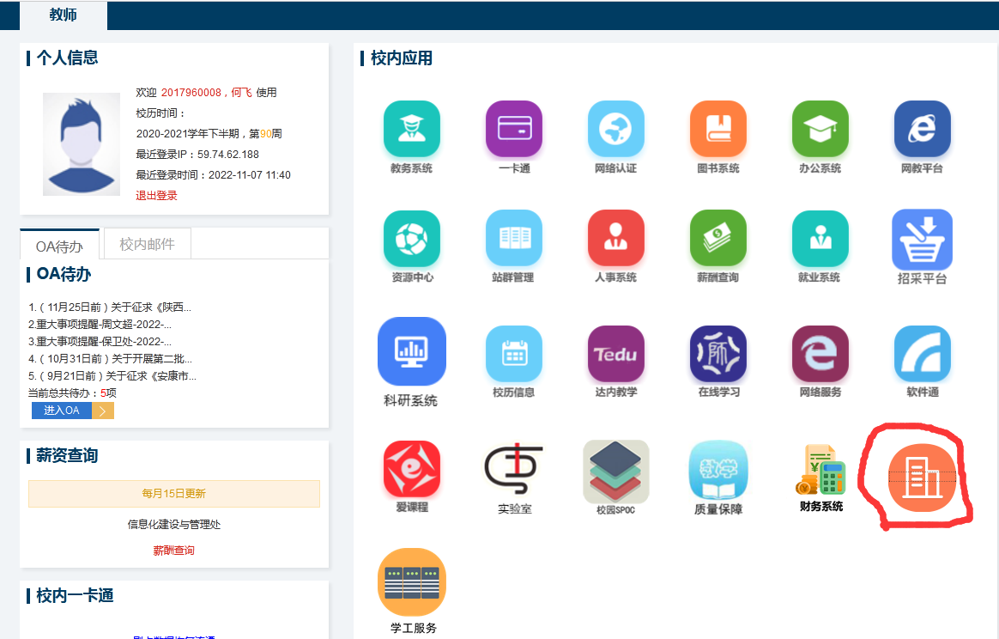 教师
个人信息
欢迎 2017960008，何飞 使用
校历时间：
2020-2021学年下半期，第90周
最近登录IP：59.74.62.188
最近登录时间：2022-11-07 11:40
退出登录
OA待办 校内邮件
OA待办
1.（11月25日前）关于征求《陕西...
2.重大事项提醒-周文超-2022-...
3.重大事项提醒-保卫处-2022-...
4.（10月31日前）关于开展第二批...
5.（9月21日前）关于征求《安康市...
当前总共待办：5项
进入OA
薪资查询
每月15日更新
信息化建设与管理处
薪酬查询
校内一卡通
校内应用
教务系统 一卡通 网络认证 图书系统 办公系统 网教平台
资源中心 站群管理 人事系统 薪酬查询 就业系统 招采平台
Tedu 師
科研系统 校历信息 达内教学 在线学习 网络服务 软件通
教学
爱课程 实验室 校园SPOC 质量保障 财务系统
学工服务